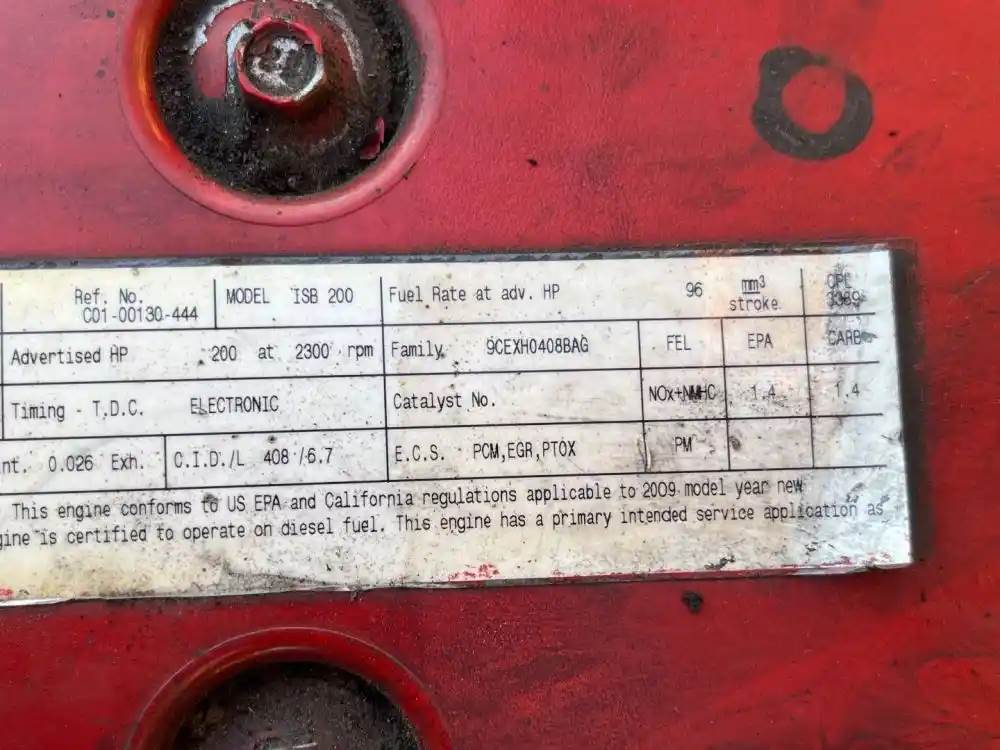 Ref. No. MODEL ISB 200 Fuel Rate at adv. HP 96 mm3 CPL
C01-00130-444 stroke
Advertised HP 200 at 2300 rpm Family 9CEXH0408BAG FEL EPA CARB
Timing - T.D.C. ELECTRONIC Catalyst No. NOx+NMHC 1.4 1.4
nt. 0.026 Exh. C.I.D./L 408 /6.7 E.C.S. PCM,EGR,PTOX PM
This engine conforms to US EPA and California regulations applicable to 2009 model year new
gine is certified to operate on diesel fuel. This engine has a primary intended service application as